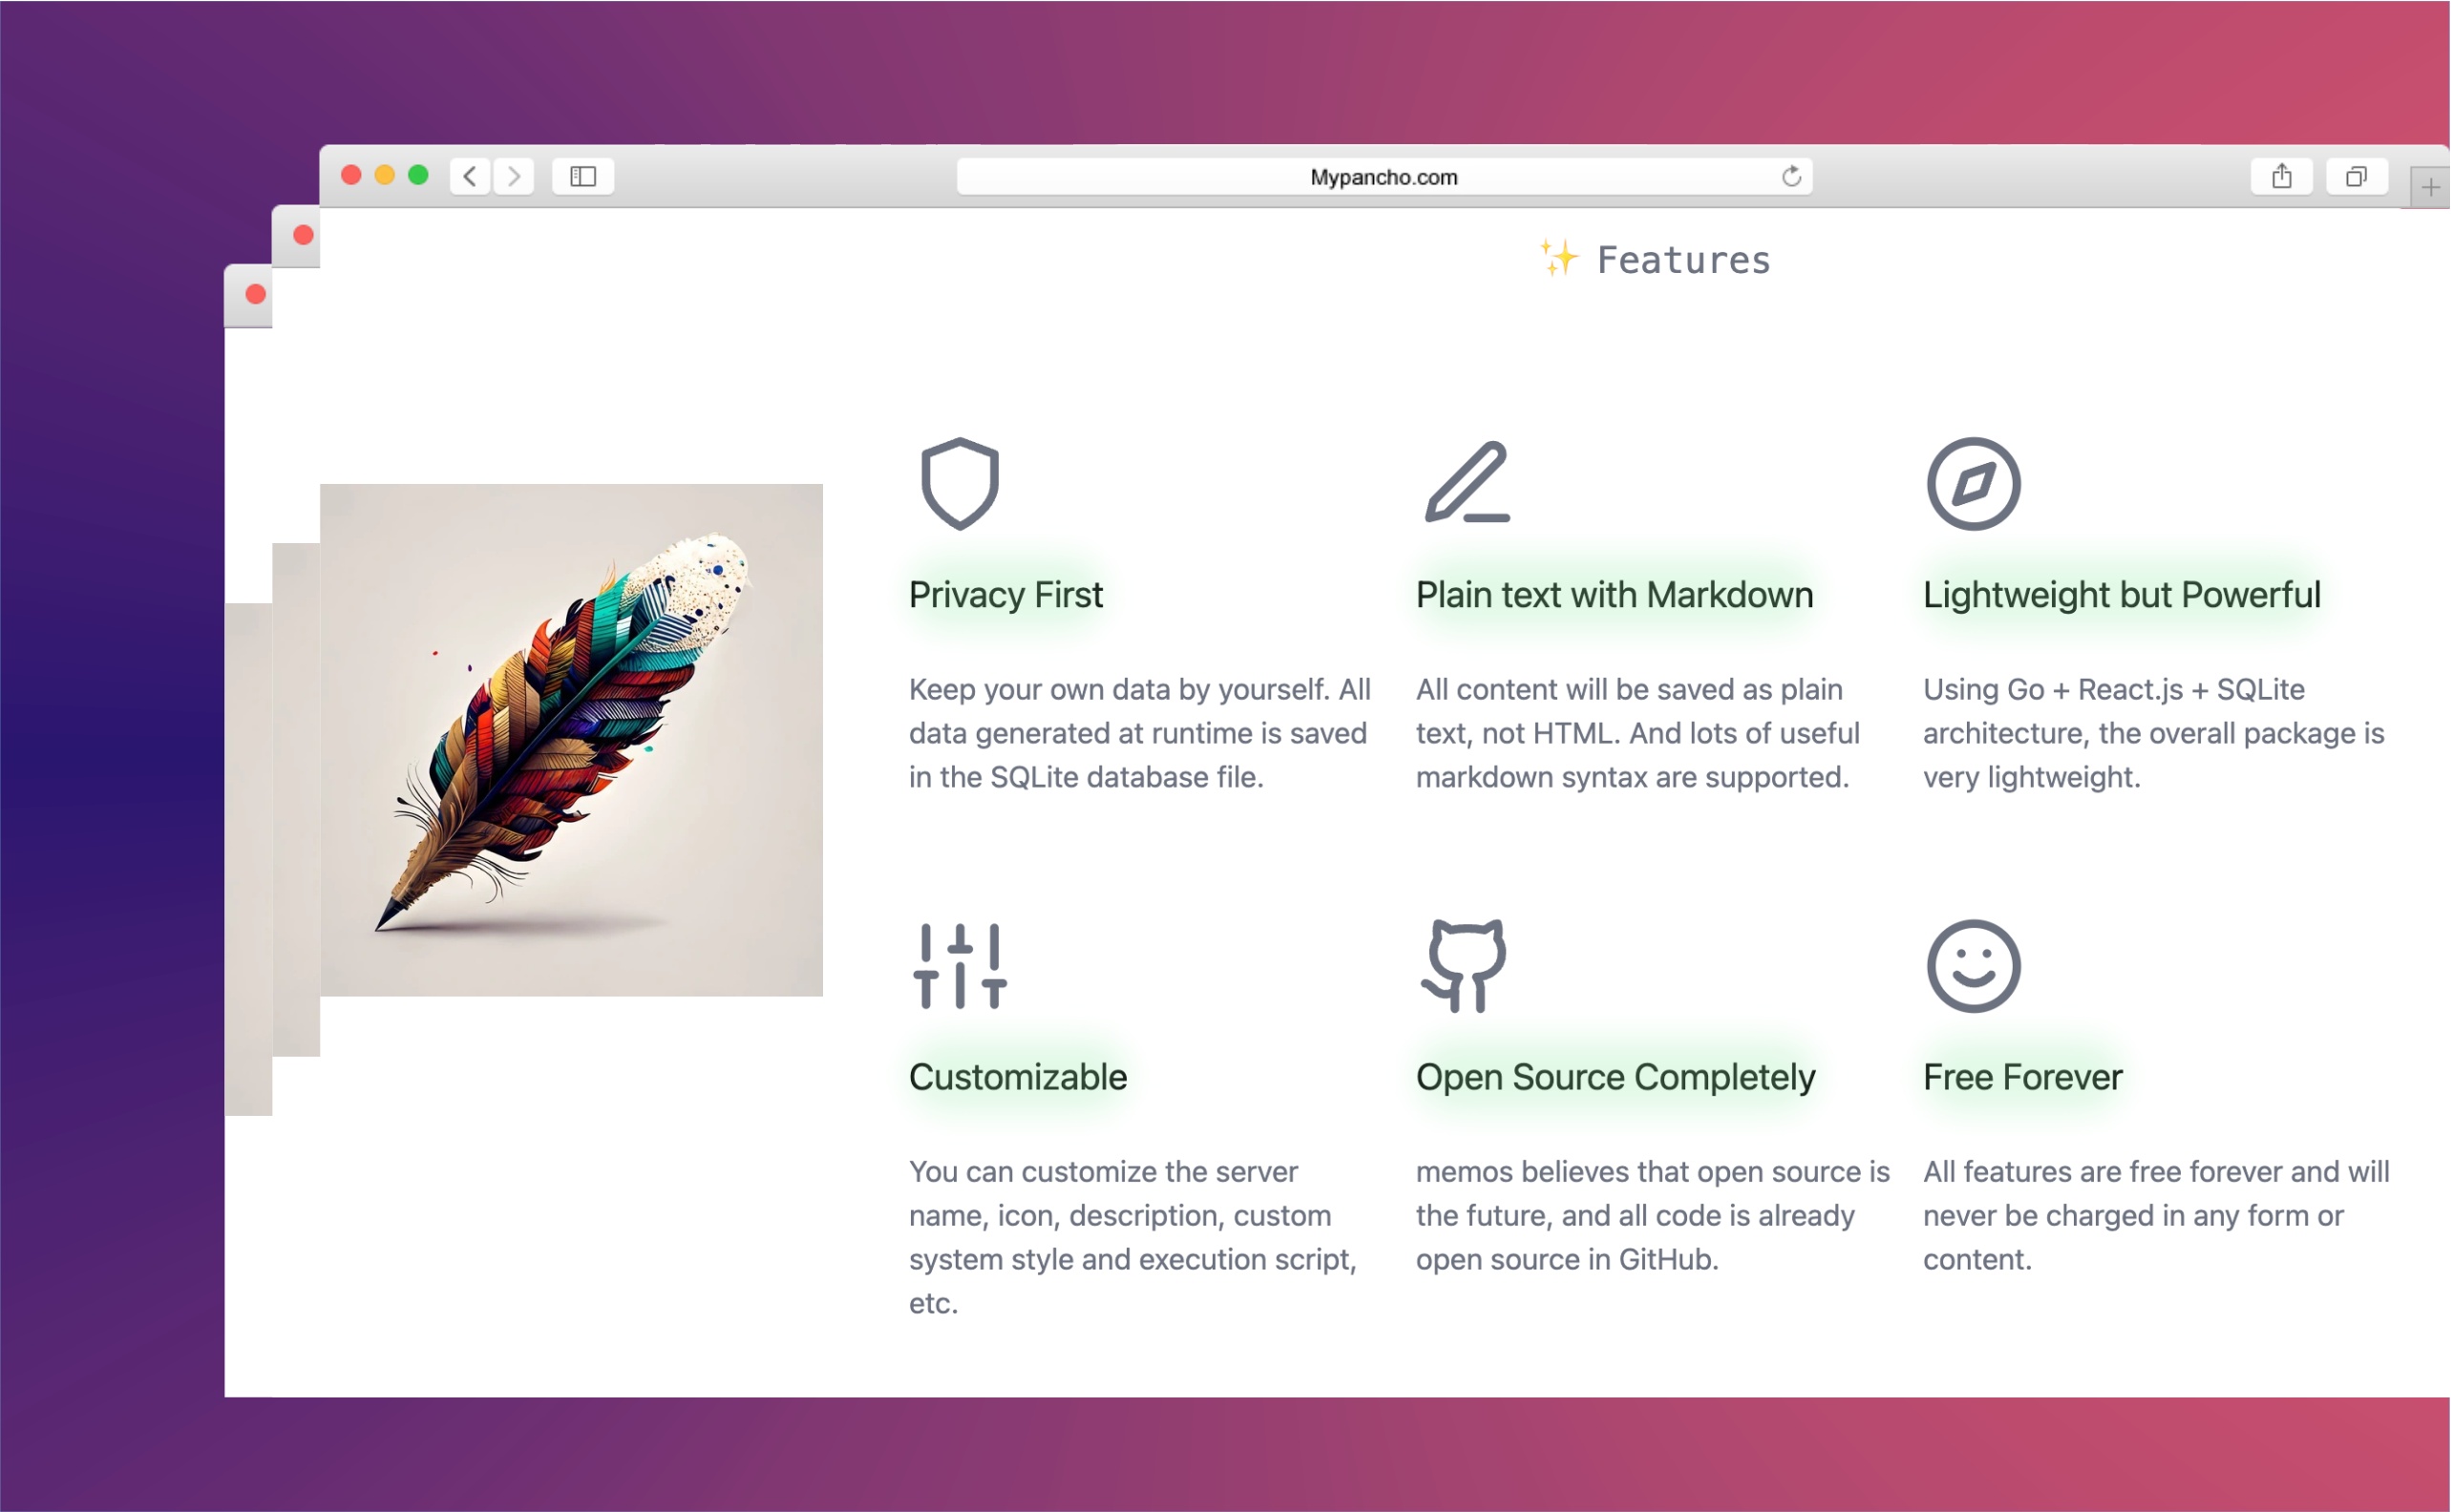 Mypancho.com
✨ Features
Privacy First
Keep your own data by yourself. All
data generated at runtime is saved
in the SQLite database file.
Plain text with Markdown
All content will be saved as plain
text, not HTML. And lots of useful
markdown syntax are supported.
Lightweight but Powerful
Using Go + React.js + SQLite
architecture, the overall package is
very lightweight.
Customizable
You can customize the server
name, icon, description, custom
system style and execution script,
etc.
Open Source Completely
memos believes that open source is
the future, and all code is already
open source in GitHub.
Free Forever
All features are free forever and will
never be charged in any form or
content.